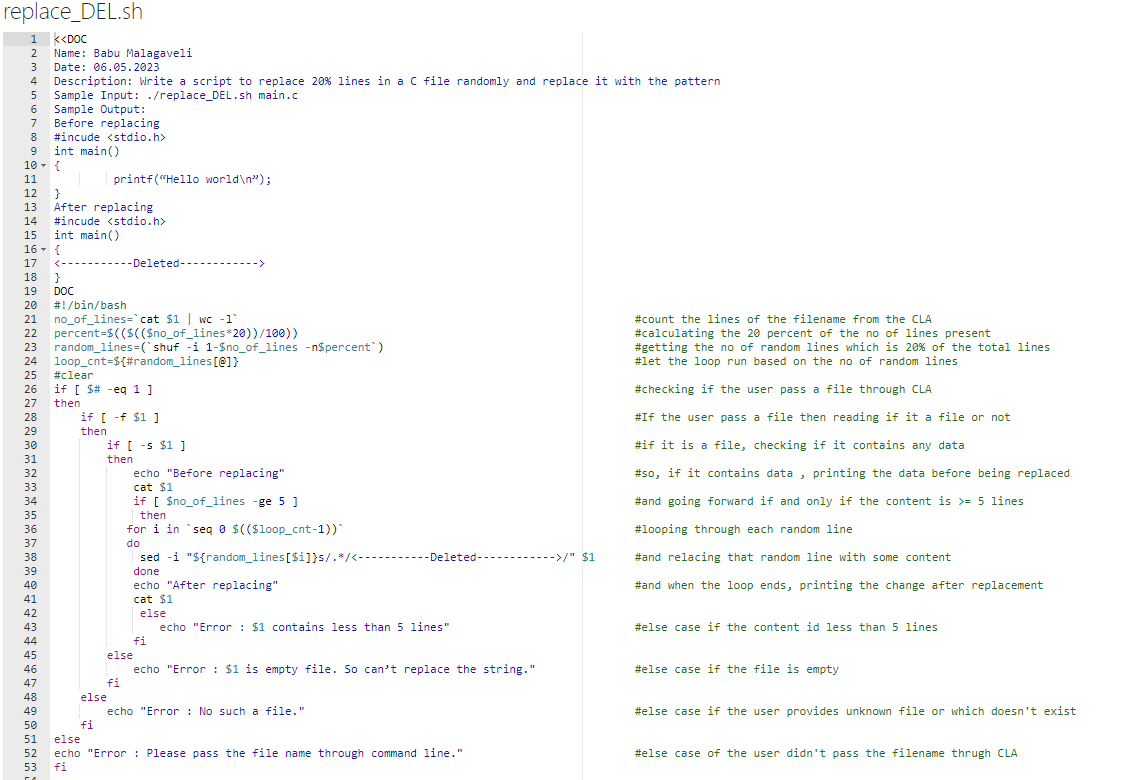 replace_DEL.sh
1 <<DOC
2 Name: Babu Malagaveli
3 Date: 06.05.2023
4 Description: Write a script to replace 20% lines in a C file randomly and replace it with the pattern
5 Sample Input: ./replace_DEL.sh main.c
6 Sample Output:
7 Before replacing
8 #incude <stdio.h>
9 int main()
10 {
11 printf(“Hello world\n”);
12 }
13 After replacing
14 #incude <stdio.h>
15 int main()
16 {
17 <-----------Deleted------------>
18 }
19 DOC
20 #!/bin/bash
21 no_of_lines=`cat $1 | wc -l` #count the lines of the filename from the CLA
22 percent=$(($(($no_of_lines*20))/100)) #calculating the 20 percent of the no of lines present
23 random_lines=(`shuf -i 1-$no_of_lines -n$percent`) #getting the no of random lines which is 20% of the total lines
24 loop_cnt=${#random_lines[@]} #let the loop run based on the no of random lines
25 #clear
26 if [ $# -eq 1 ] #checking if the user pass a file through CLA
27 then
28 if [ -f $1 ] #If the user pass a file then reading if it a file or not
29 then
30 if [ -s $1 ] #if it is a file, checking if it contains any data
31 then
32 echo "Before replacing" #so, if it contains data , printing the data before being replaced
33 cat $1
34 if [ $no_of_lines -ge 5 ] #and going forward if and only if the content is >= 5 lines
35 then
36 for i in `seq 0 $(($loop_cnt-1))` #looping through each random line
37 do
38 sed -i "${random_lines[$i]}s/.*/<-----------Deleted------------>/" $1 #and relacing that random line with some content
39 done
40 echo "After replacing" #and when the loop ends, printing the change after replacement
41 cat $1
42 else
43 echo "Error : $1 contains less than 5 lines" #else case if the content id less than 5 lines
44 fi
45 else
46 echo "Error : $1 is empty file. So can’t replace the string." #else case if the file is empty
47 fi
48 else
49 echo "Error : No such a file." #else case if the user provides unknown file or which doesn't exist
50 fi
51 else
52 echo "Error : Please pass the file name through command line." #else case of the user didn't pass the filename thrugh CLA
53 fi